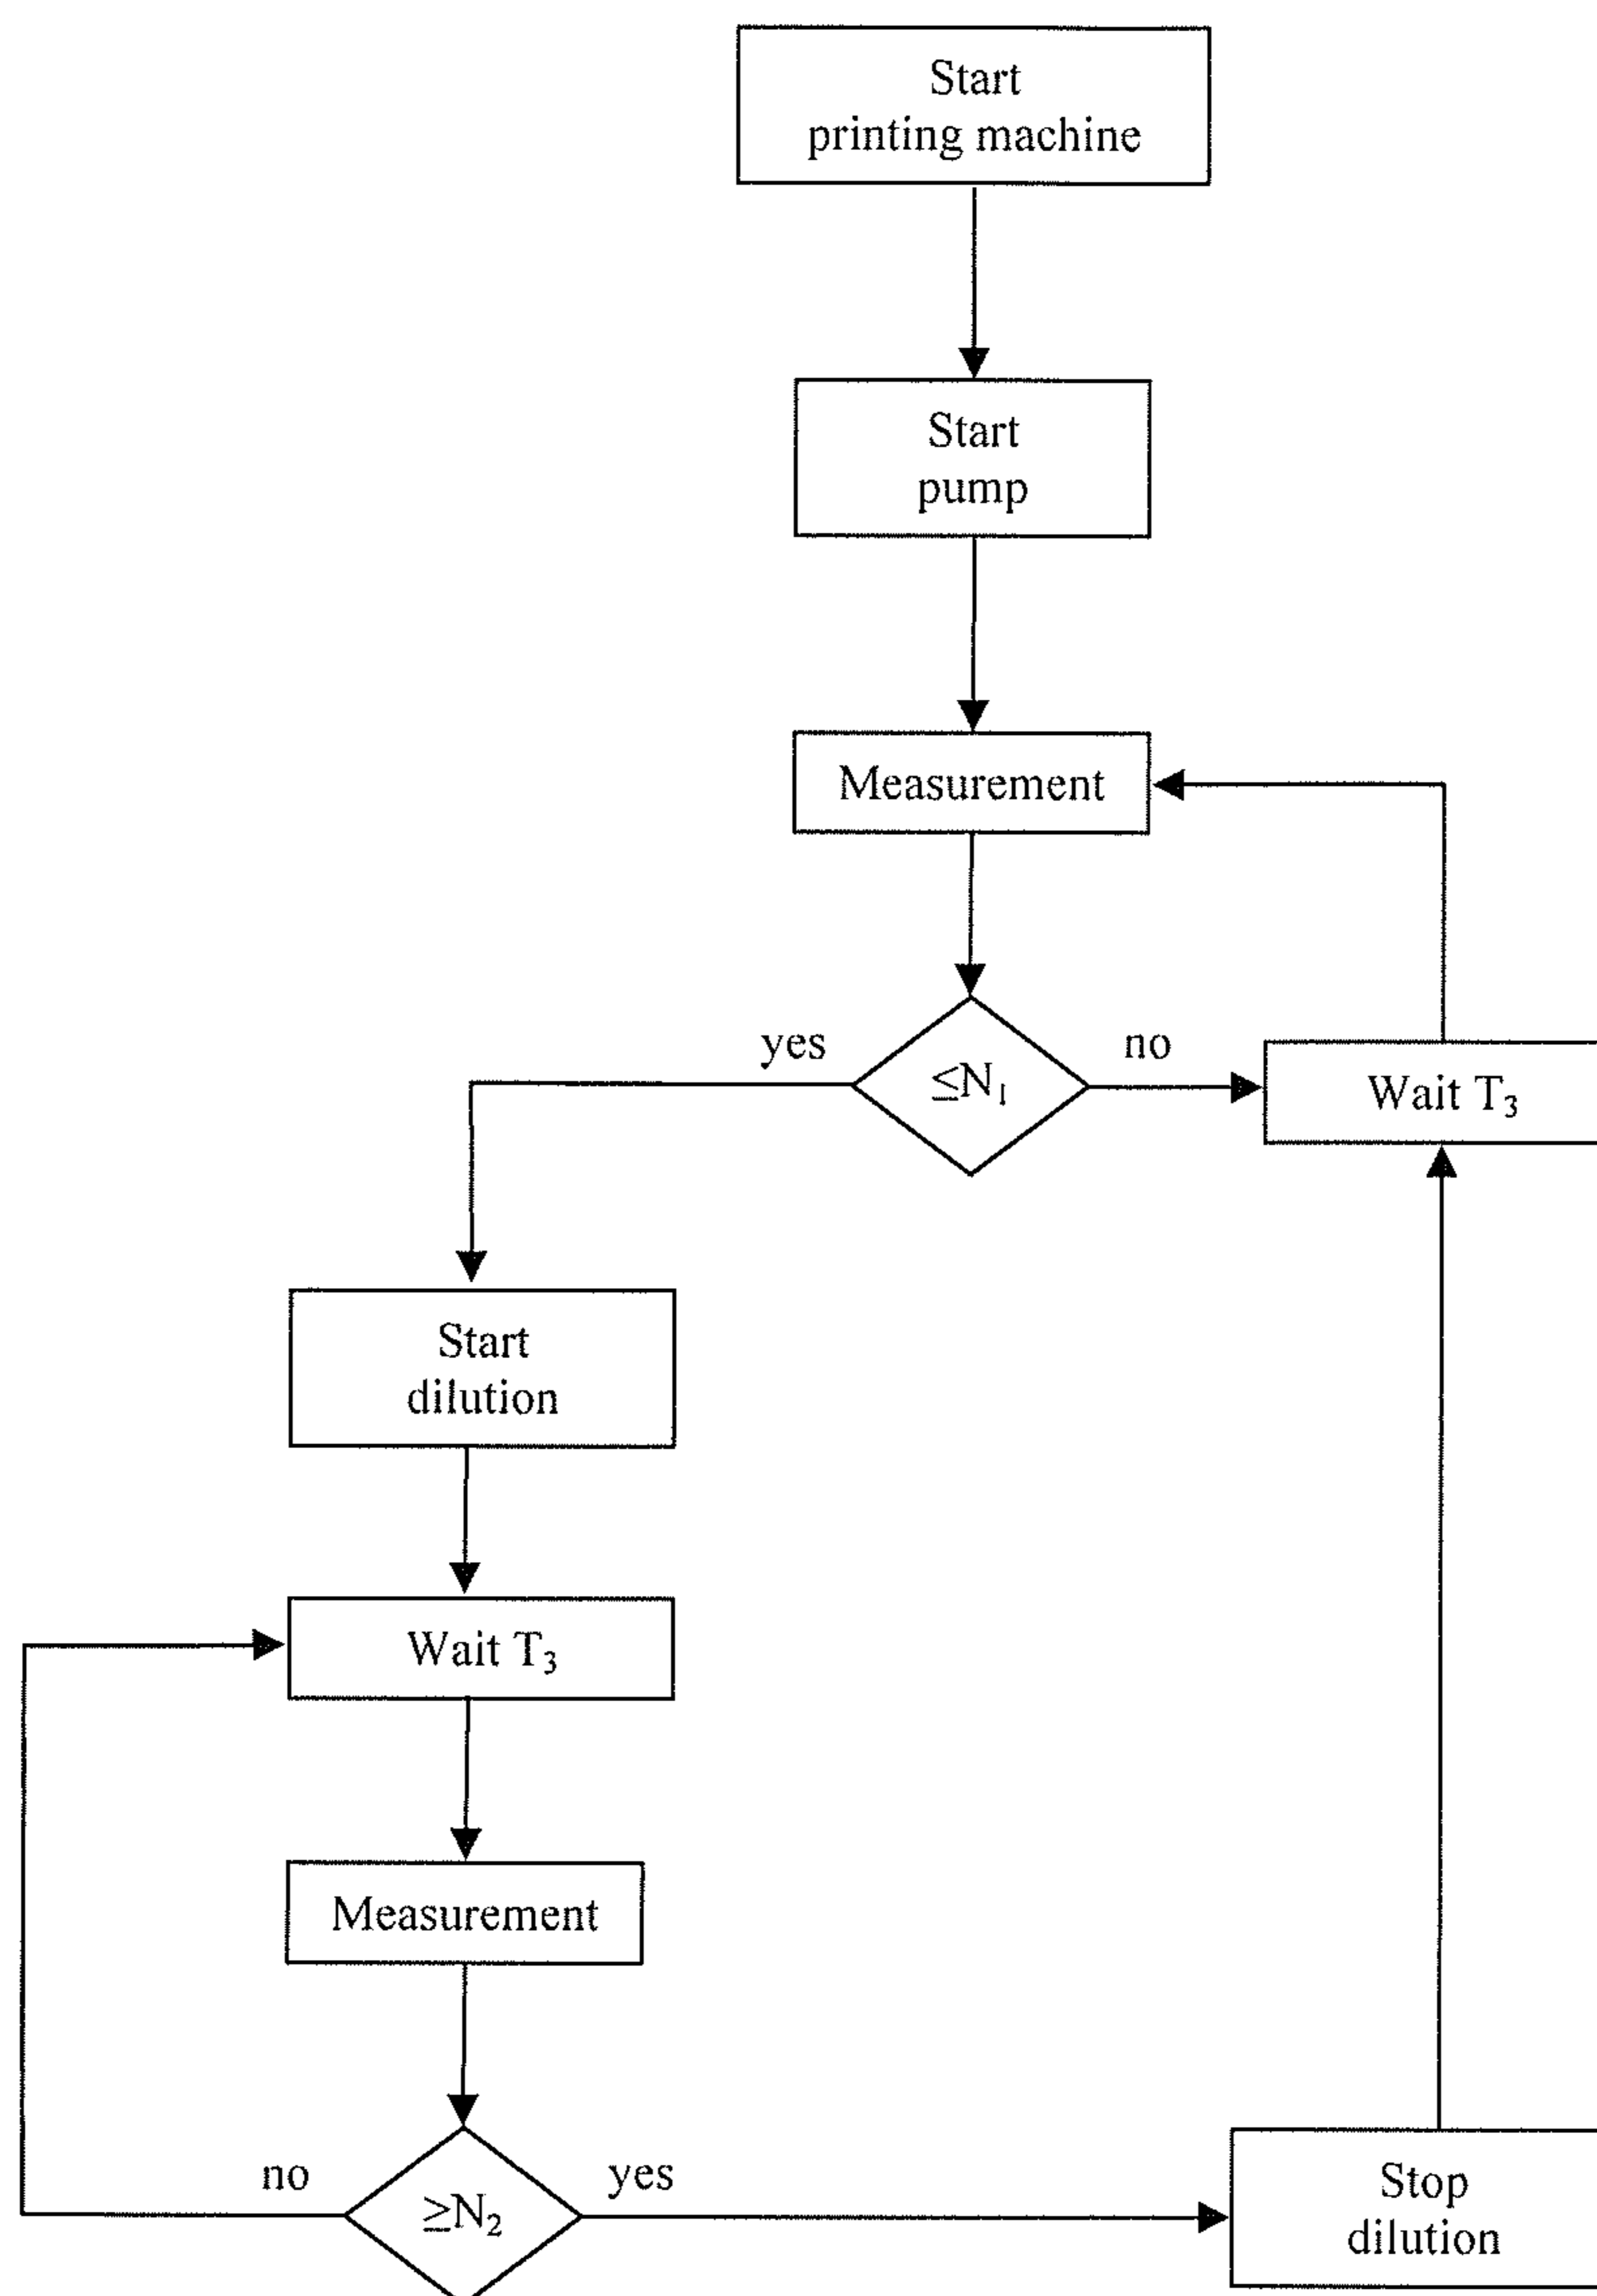 Start
printing machine
Start
pump
Measurement
yes
≤N₁
no
Wait T₃
Start
dilution
Wait T₃
Measurement
no
≥N₂
yes
Stop
dilution